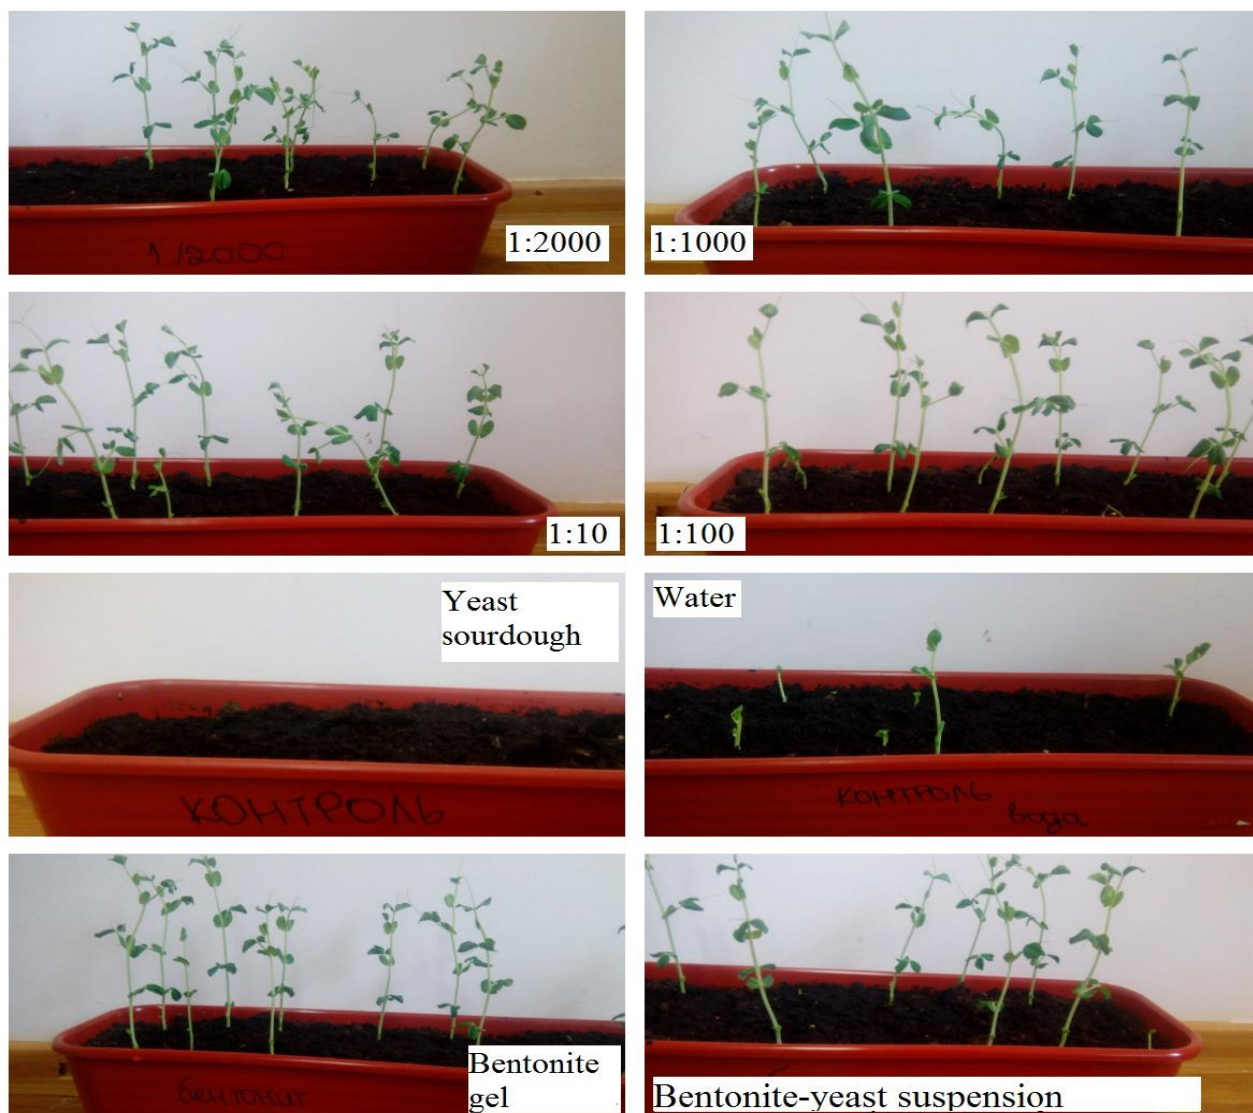 1/2000
1:2000
1:1000
1:10
1:100
Yeast
sourdough
КОНТРОЛЬ
Water
КОНТРОЛЬ
вода
Бентонит
Bentonite
gel
Bentonite-yeast suspension